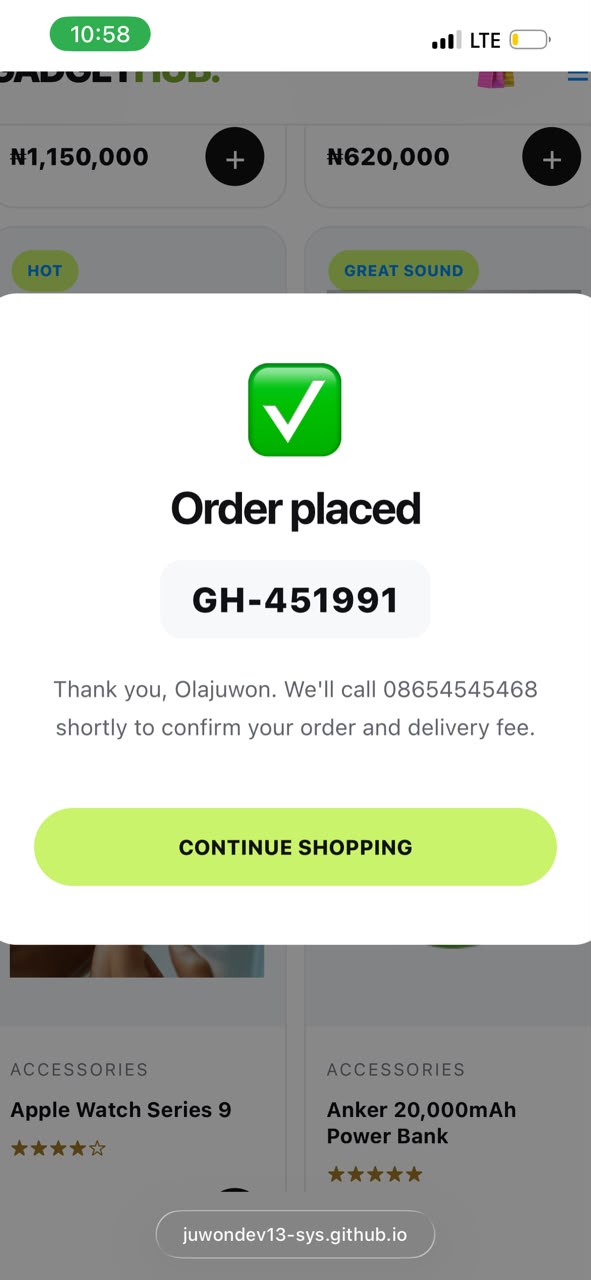 10:58
LTE
GADGETHUB.
₦1,150,000
+
₦620,000
+
HOT
GREAT SOUND
Order placed
GH-451991
Thank you, Olajuwon. We'll call 08654545468
shortly to confirm your order and delivery fee.
CONTINUE SHOPPING
ACCESSORIES
ACCESSORIES
Apple Watch Series 9
Anker 20,000mAh
Power Bank
★★★★☆
★★★★★
juwondev13-sys.github.io